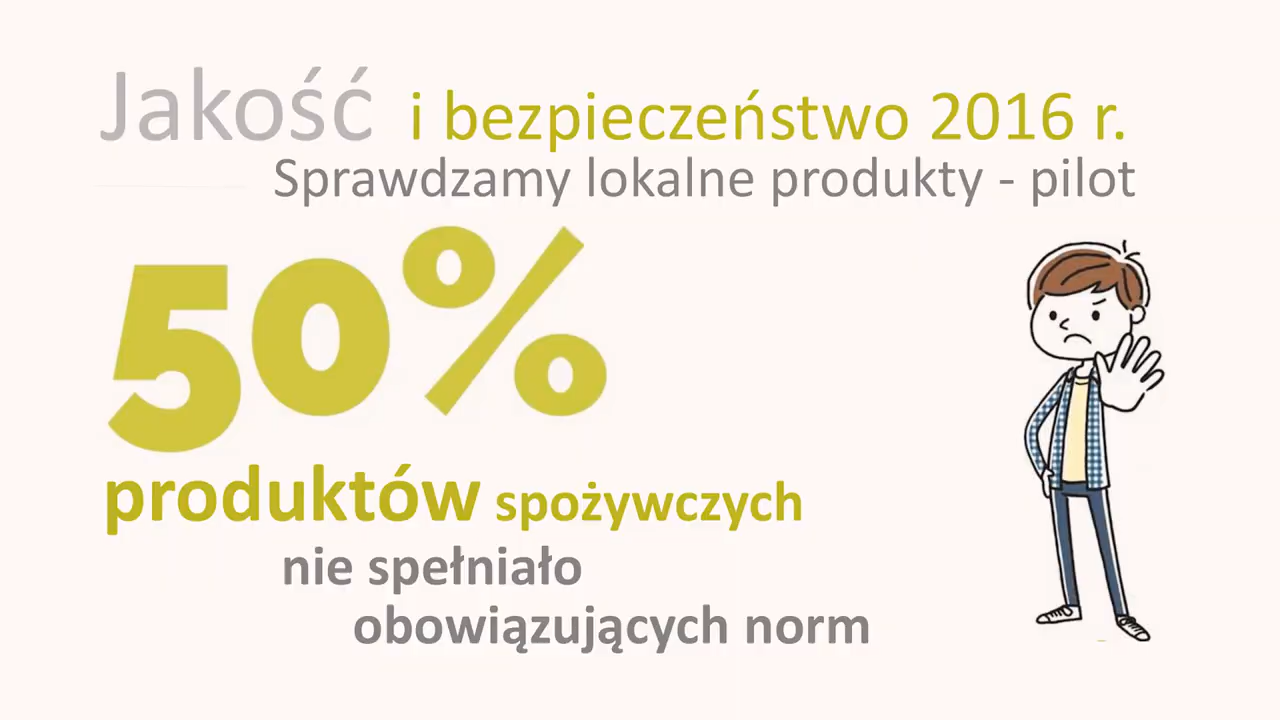 Jakość i bezpieczeństwo 2016 r.
Sprawdzamy lokalne produkty - pilot
50%
produktów spożywczych
nie spełniało
obowiązujących norm